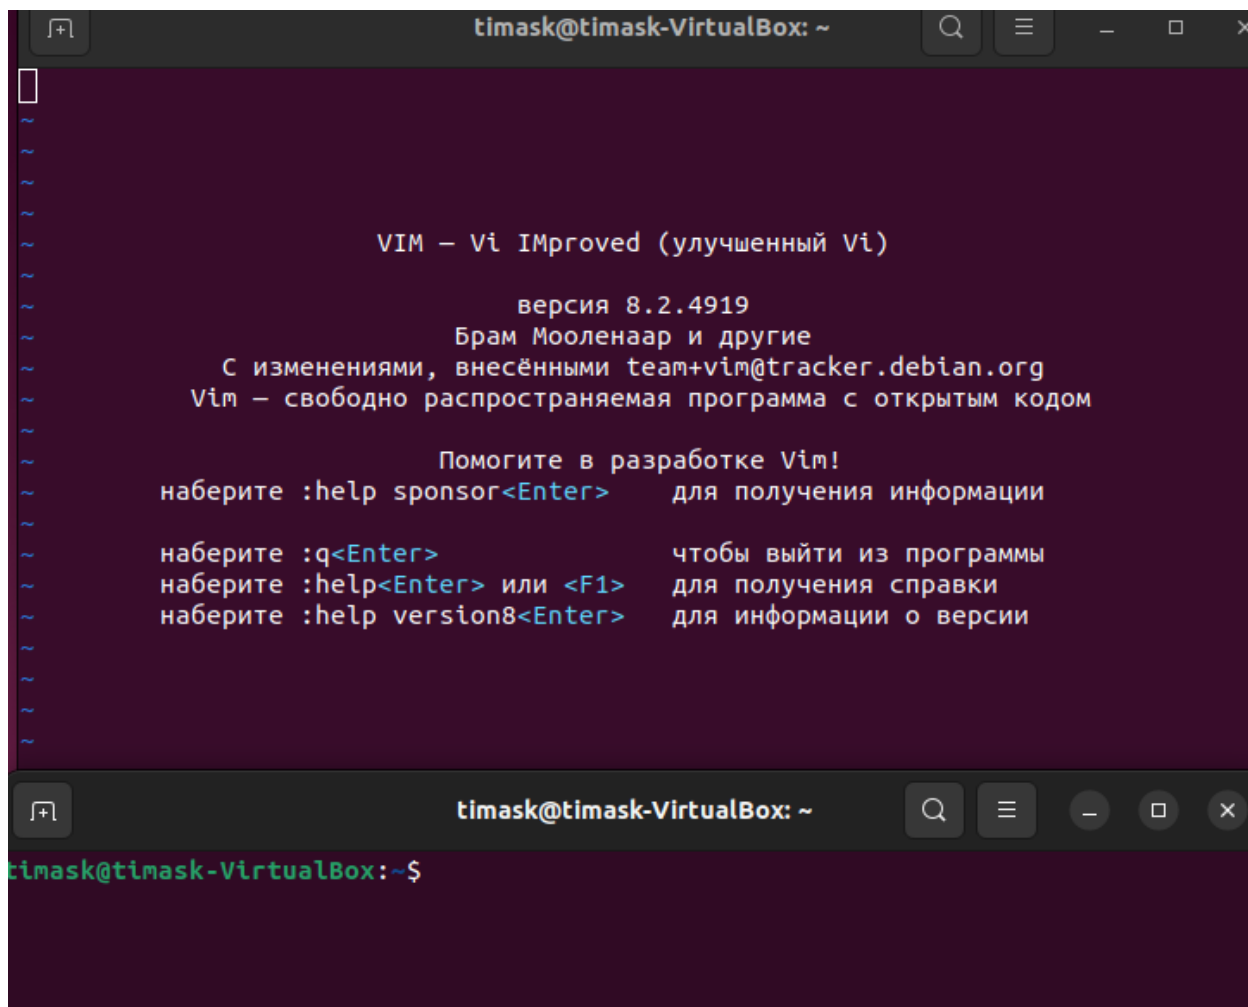 timask@timask-VirtualBox: ~
~
~
~
~
~ VIM — Vi IMproved (улучшенный Vi)
~
~ версия 8.2.4919
~ Брам Мооленаар и другие
~ С изменениями, внесёнными team+vim@tracker.debian.org
~ Vim — свободно распространяемая программа с открытым кодом
~
~ Помогите в разработке Vim!
~ наберите :help sponsor<Enter> для получения информации
~
~ наберите :q<Enter> чтобы выйти из программы
~ наберите :help<Enter> или <F1> для получения справки
~ наберите :help version8<Enter> для информации о версии
~
~
~
~
timask@timask-VirtualBox: ~
timask@timask-VirtualBox:~$